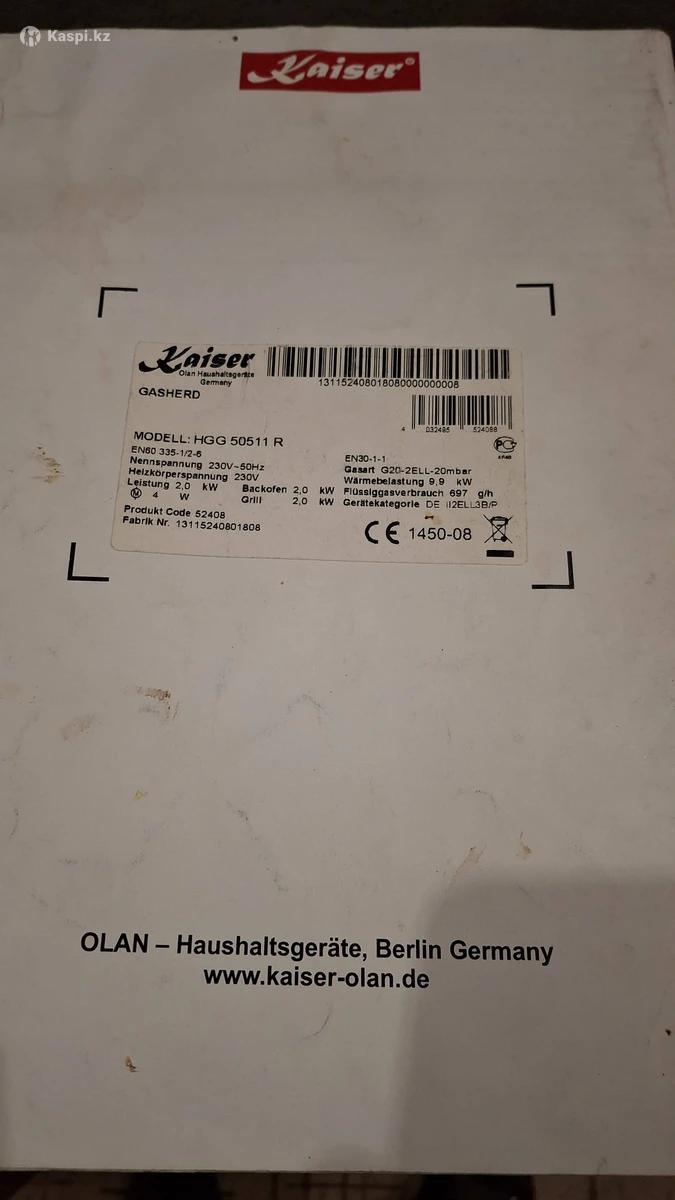 Kaspi.kz
Kaiser®
Kaiser
Olan Haushaltsgeräte
Germany
GASHERD
13115240801808000000008
4 032495 524088
MODELL: HGG 50511 R
EN60 335-1/2-6
Nennspannung 230V~50Hz
Heizkörperspannung 230V
Leistung 2,0 kW Backofen 2,0 kW
M 4 W Grill 2,0 kW
Produkt Code 52408
Fabrik Nr. 13115240801808
EN30-1-1
Gasart G20-2ELL-20mbar
Wärmebelastung 9,9 kW
Flüssiggasverbrauch 697 g/h
Gerätekategorie DE II2ELL3B/P
CE 1450-08
OLAN – Haushaltsgeräte, Berlin Germany
www.kaiser-olan.de